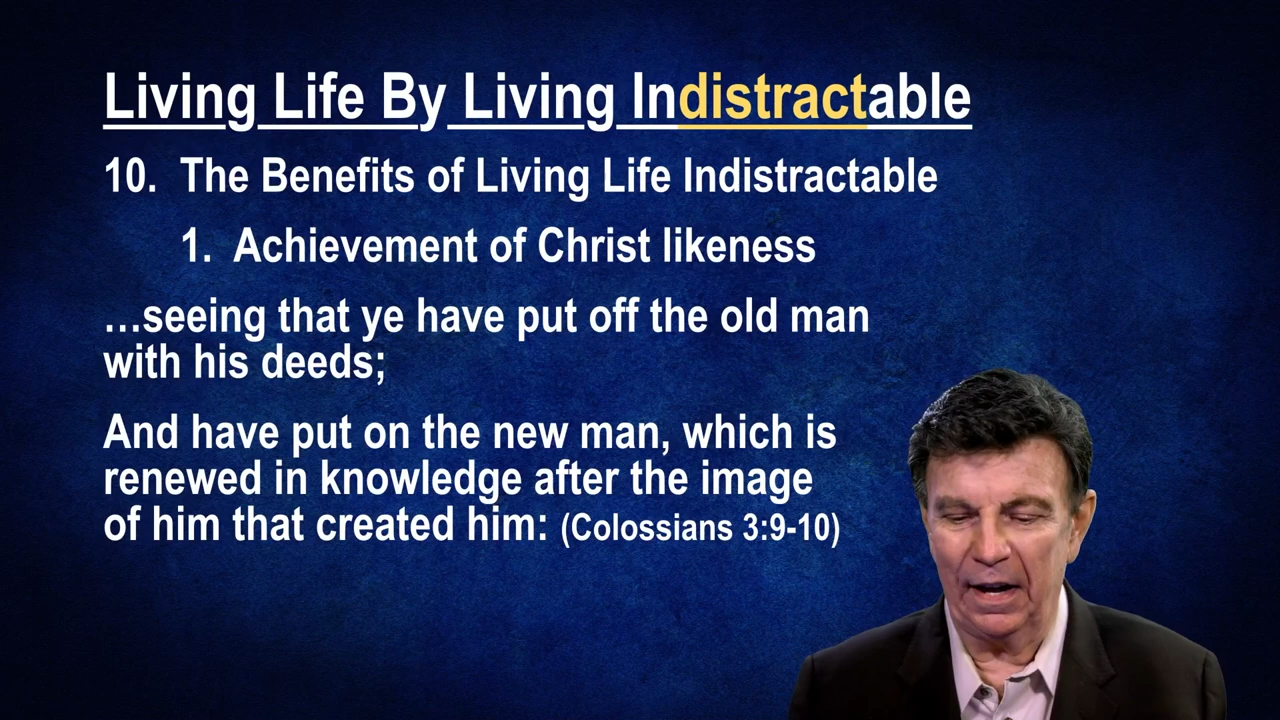 Living Life By Living Indistractable
10. The Benefits of Living Life Indistractable
1. Achievement of Christ likeness
…seeing that ye have put off the old man
with his deeds;
And have put on the new man, which is
renewed in knowledge after the image
of him that created him: (Colossians 3:9-10)